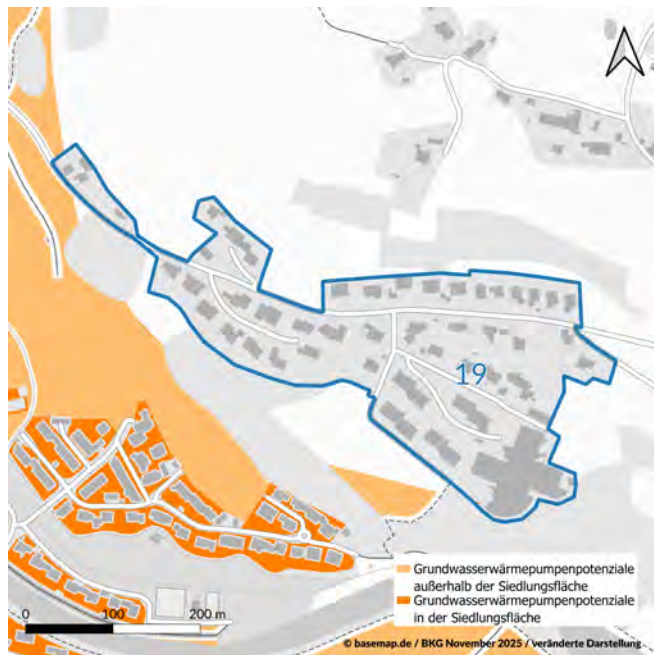 19
Grundwasserwärmepumpenpotenziale
außerhalb der Siedlungsfläche
Grundwasserwärmepumpenpotenziale
in der Siedlungsfläche
0 100 200 m
© basemap.de / BKG November 2025 / veränderte Darstellung